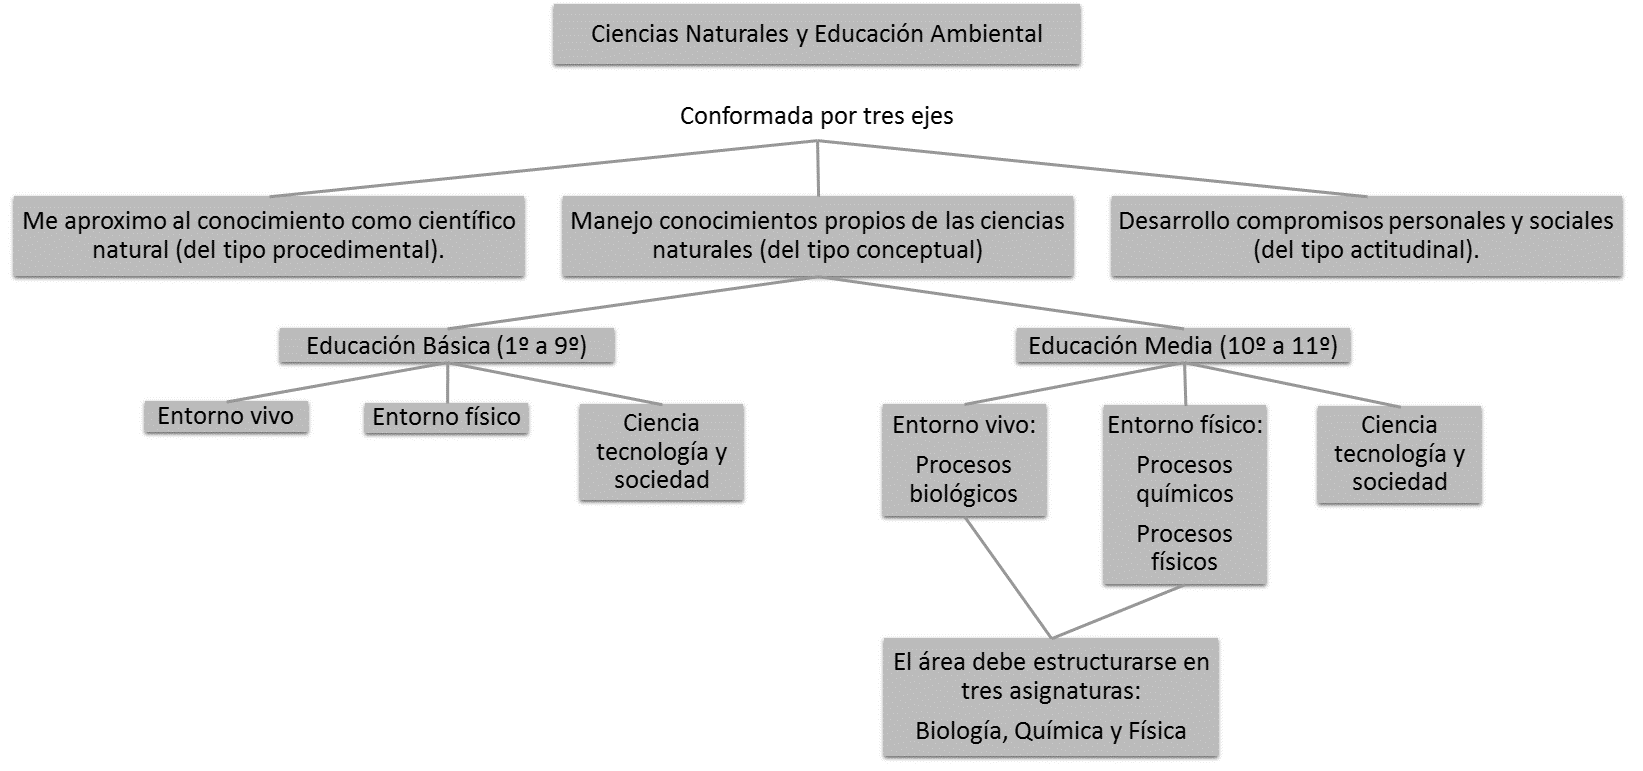 Ciencias Naturales y Educación Ambiental
Conformada por tres ejes
Me aproximo al conocimiento como científico
natural (del tipo procedimental).
Manejo conocimientos propios de las ciencias
naturales (del tipo conceptual)
Desarrollo compromisos personales y sociales
(del tipo actitudinal).
Educación Básica (1º a 9º)
Educación Media (10º a 11º)
Entorno vivo
Entorno físico
Ciencia
tecnología y
sociedad
Entorno vivo:
Procesos
biológicos
Entorno físico:
Procesos
químicos
Procesos
físicos
Ciencia
tecnología y
sociedad
El área debe estructurarse en
tres asignaturas:
Biología, Química y Física